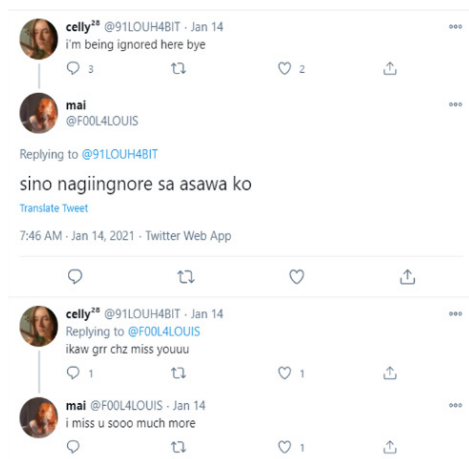 celly²⁸ @91LOUH4BIT · Jan 14
i'm being ignored here bye
3 2
mai
@F00L4LOUIS
Replying to @91LOUH4BIT
sino nagiingnore sa asawa ko
Translate Tweet
7:46 AM · Jan 14, 2021 · Twitter Web App
celly²⁸ @91LOUH4BIT · Jan 14
Replying to @F00L4LOUIS
ikaw grr chz miss youuu
1 1
mai @F00L4LOUIS · Jan 14
i miss u sooo much more
1